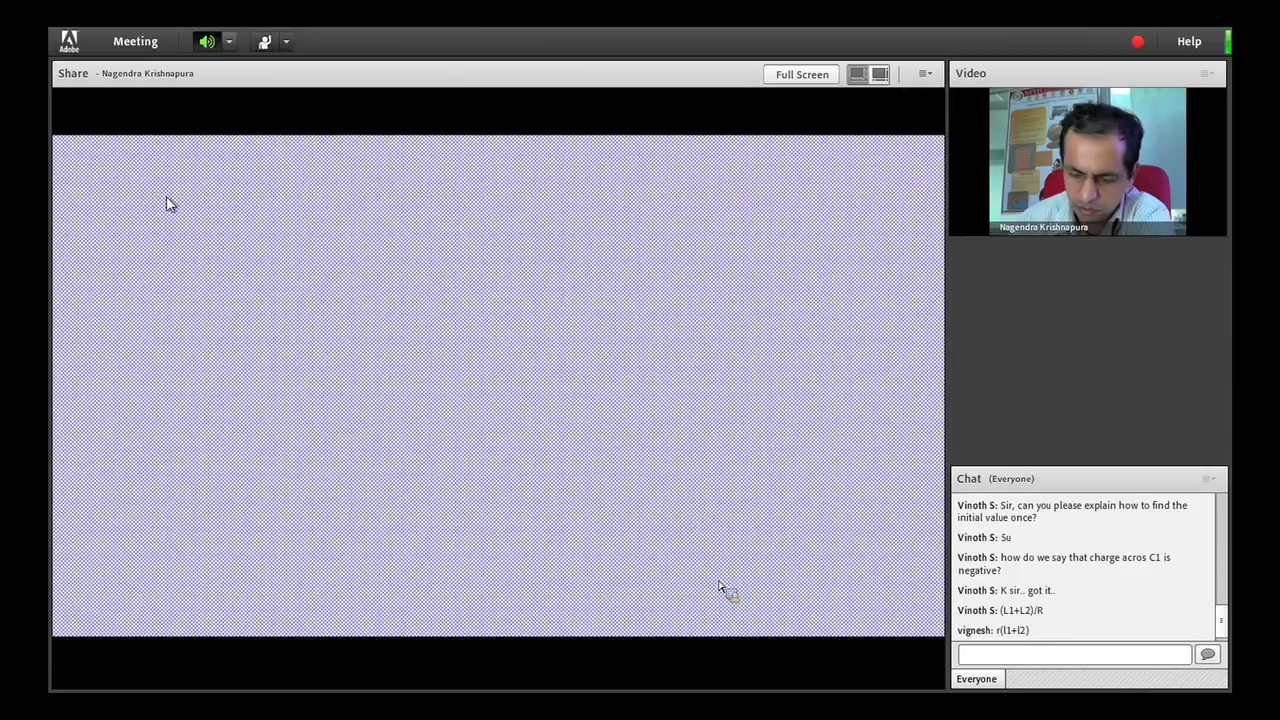 Adobe
Meeting
Help
Share - Nagendra Krishnapura
Full Screen
Video
Nagendra Krishnapura
Chat (Everyone)
Vinoth S: Sir, can you please explain how to find the
initial value once?
Vinoth S: 5u
Vinoth S: how do we say that charge acros C1 is
negative?
Vinoth S: K sir.. got it..
Vinoth S: (L1+L2)/R
vignesh: r(l1+l2)
Everyone